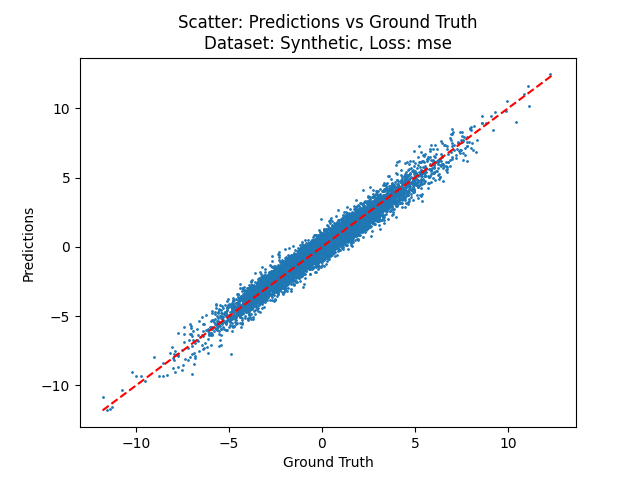 Scatter: Predictions vs Ground Truth
Dataset: Synthetic, Loss: mse
10
5
0
−5
−10
Predictions
−10
−5
0
5
10
Ground Truth